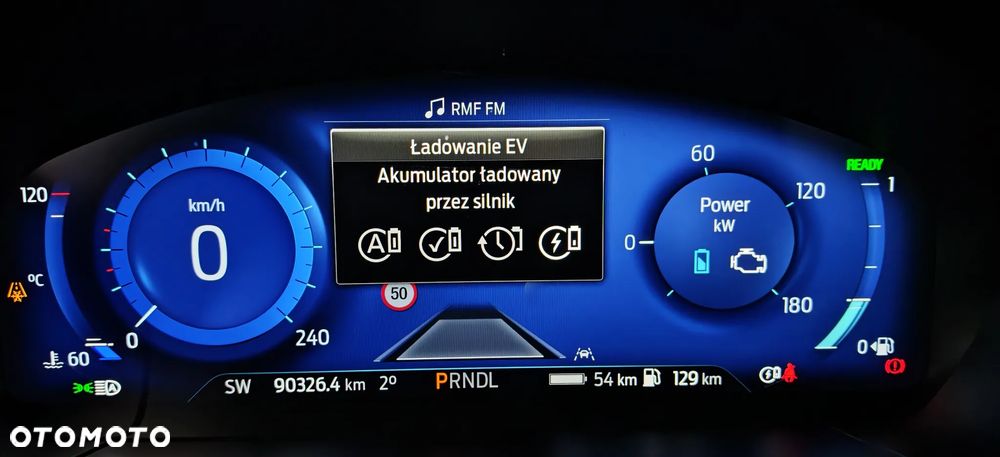 RMF FM
Ładowanie EV
Akumulator ładowany
przez silnik
A
120
°C
60
km/h
0
0
240
50
Power
kW
0
60
120
180
READY
1
0
A
SW 90326.4 km 2° PRNDL 54 km 129 km
OTOMOTO